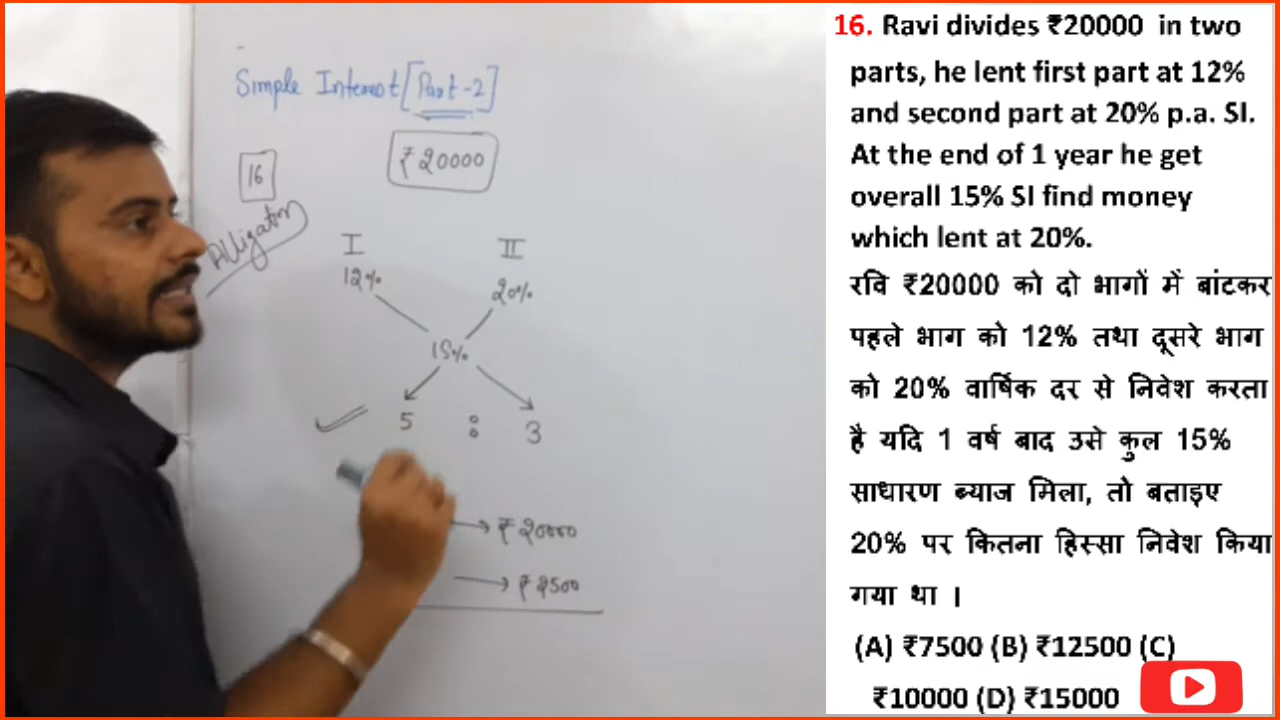 Simple Interest [Part-2]
16
₹20000
Alligation
I II
12% 20%
15%
5 : 3
→ ₹20000
→ ₹2500
16. Ravi divides ₹20000 in two
parts, he lent first part at 12%
and second part at 20% p.a. SI.
At the end of 1 year he get
overall 15% SI find money
which lent at 20%.
रवि ₹20000 को दो भागों में बांटकर
पहले भाग को 12% तथा दूसरे भाग
को 20% वार्षिक दर से निवेश करता
है यदि 1 वर्ष बाद उसे कुल 15%
साधारण ब्याज मिला, तो बताइए
20% पर कितना हिस्सा निवेश किया
गया था ।
(A) ₹7500 (B) ₹12500 (C)
₹10000 (D) ₹15000